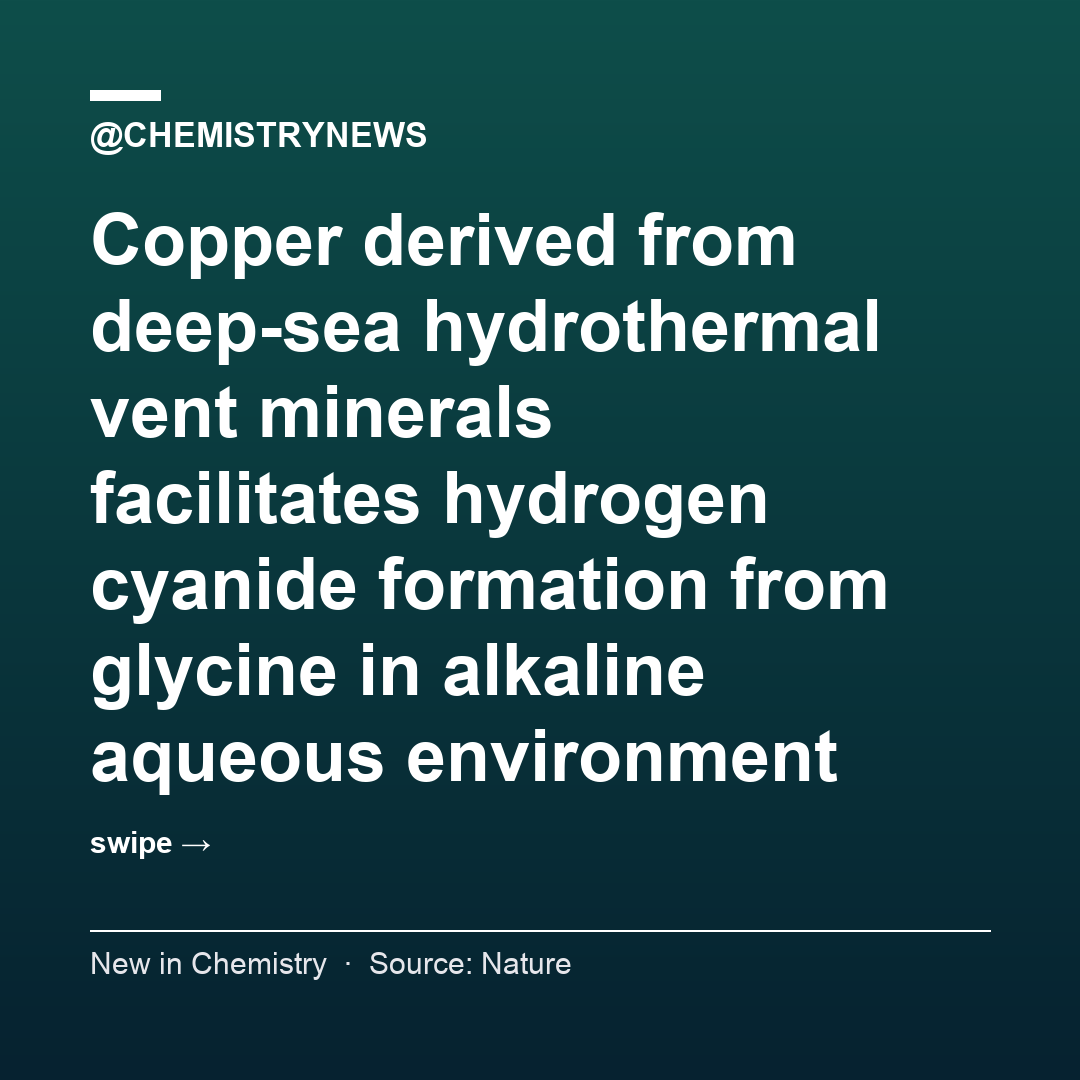 @CHEMISTRYNEWS
Copper derived from
deep-sea hydrothermal
vent minerals
facilitates hydrogen
cyanide formation from
glycine in alkaline
aqueous environment
swipe →
New in Chemistry · Source: Nature